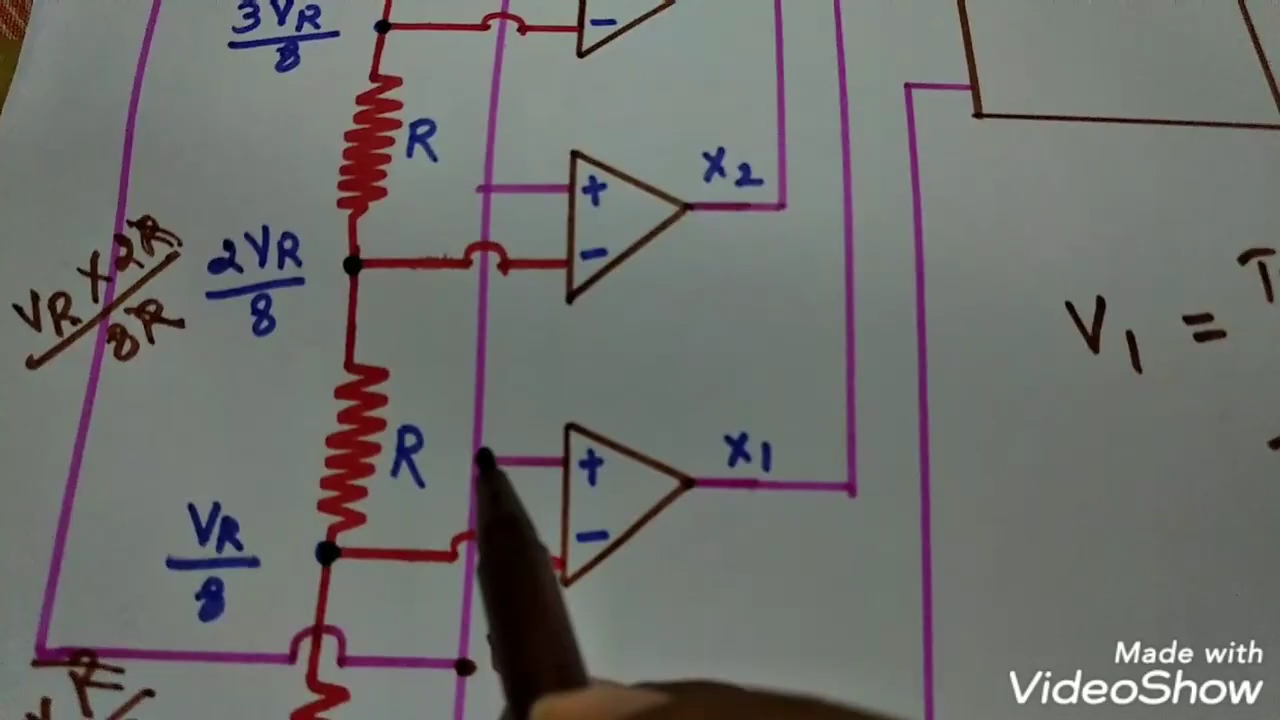 3VR
8
−
R
X2
+
−
VR x 2R
8R
2VR
8
V1 =
R
X1
+
−
VR
8
R
Made with
VideoShow